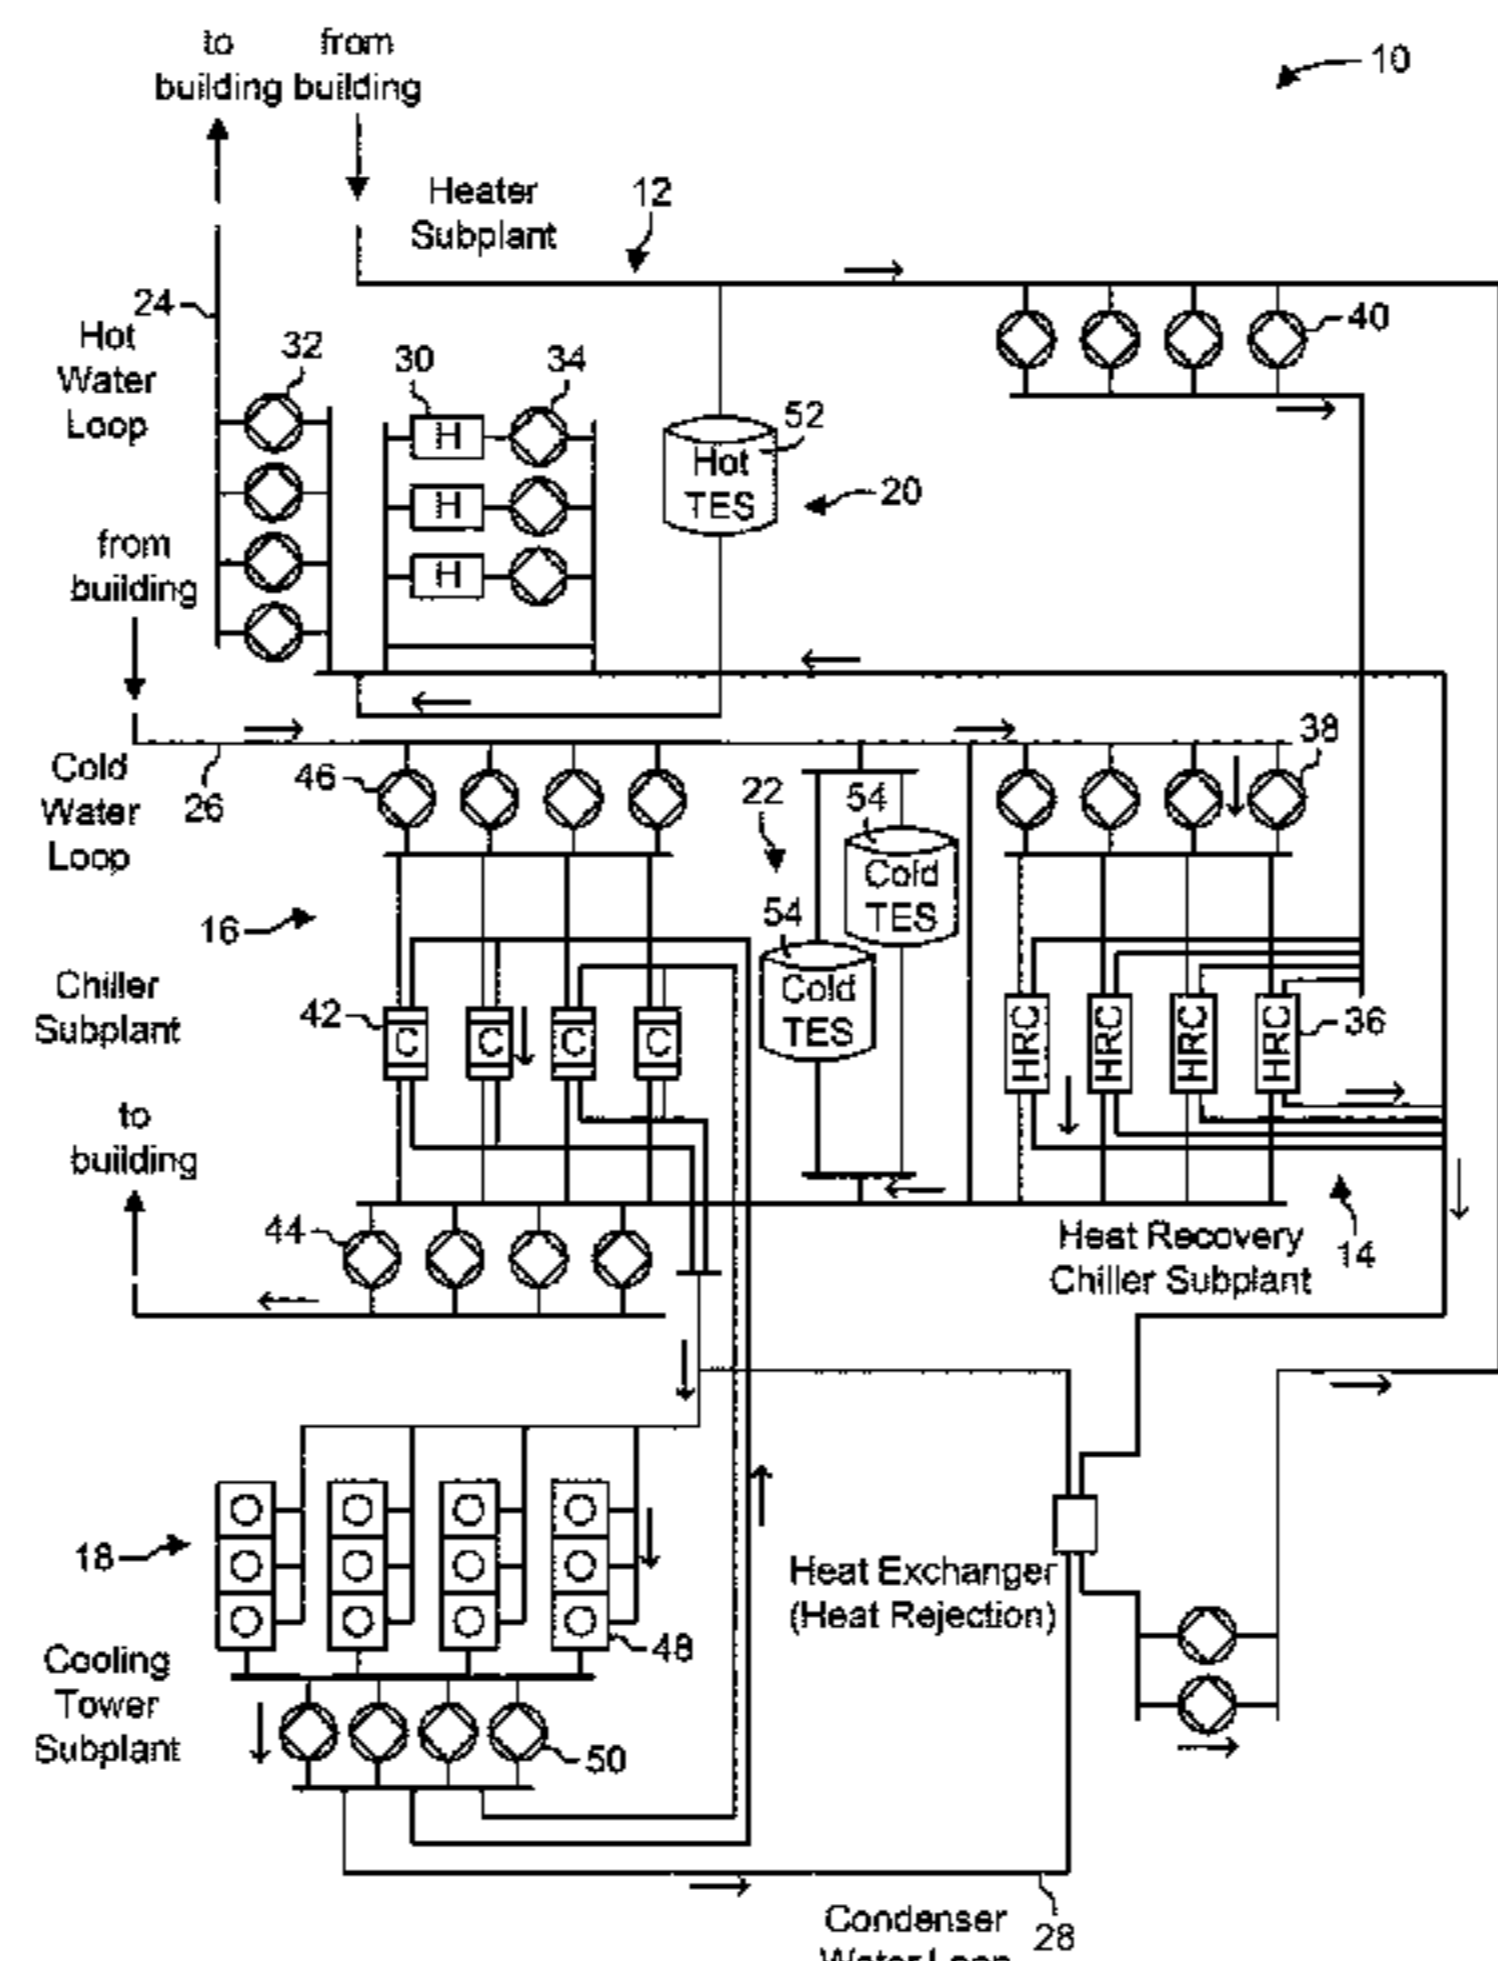 to from
building building
10
Heater
Subplant
12
24
Hot
Water
Loop
32
30
34
40
H
52
Hot
TES
20
H
from
building
H
Cold
Water
Loop
26
46
22
54
38
Cold
TES
54
16
Cold
TES
Chiller
Subplant
42
C
C
C
C
HRC
HRC
HRC
HRC
36
to
building
44
Heat Recovery
Chiller Subplant
14
18
Heat Exchanger
(Heat Rejection)
48
Cooling
Tower
Subplant
50
Condenser
Water Loop
28